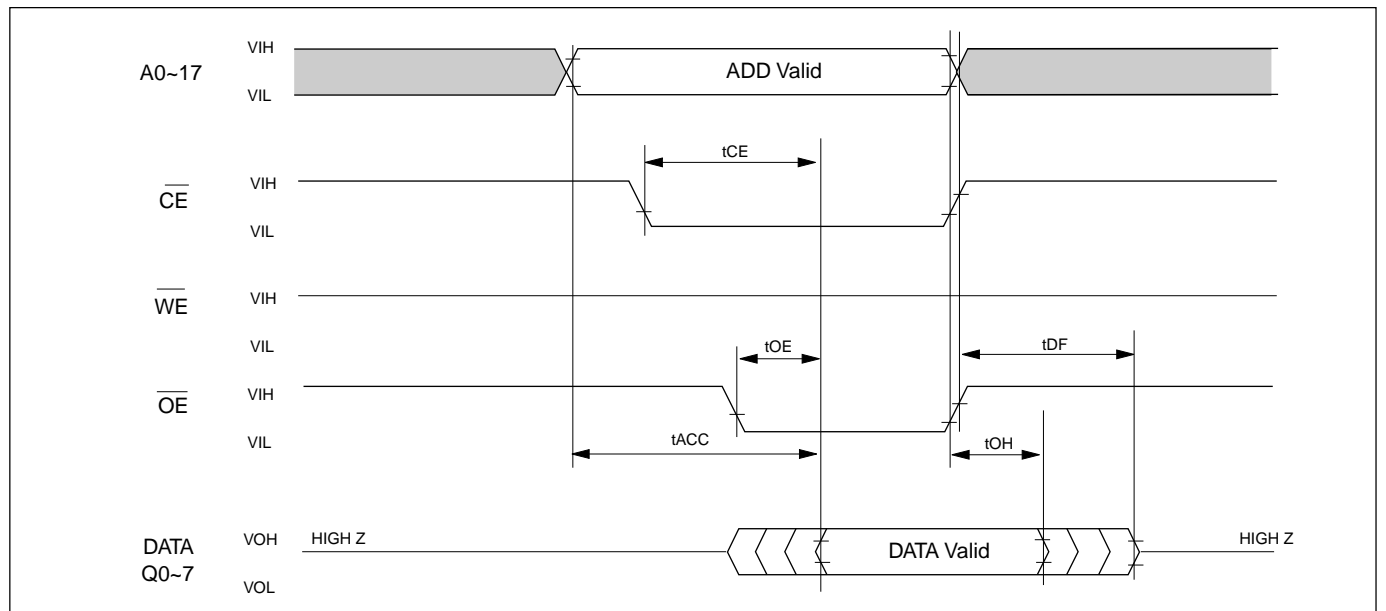 VIH
A0~17
ADD Valid
VIL
tCE
VIH
CE
VIL
WE
VIH
VIL
tOE
tDF
VIH
OE
VIL
tACC
tOH
VOH
HIGH Z
DATA
Q0~7
DATA Valid
HIGH Z
VOL